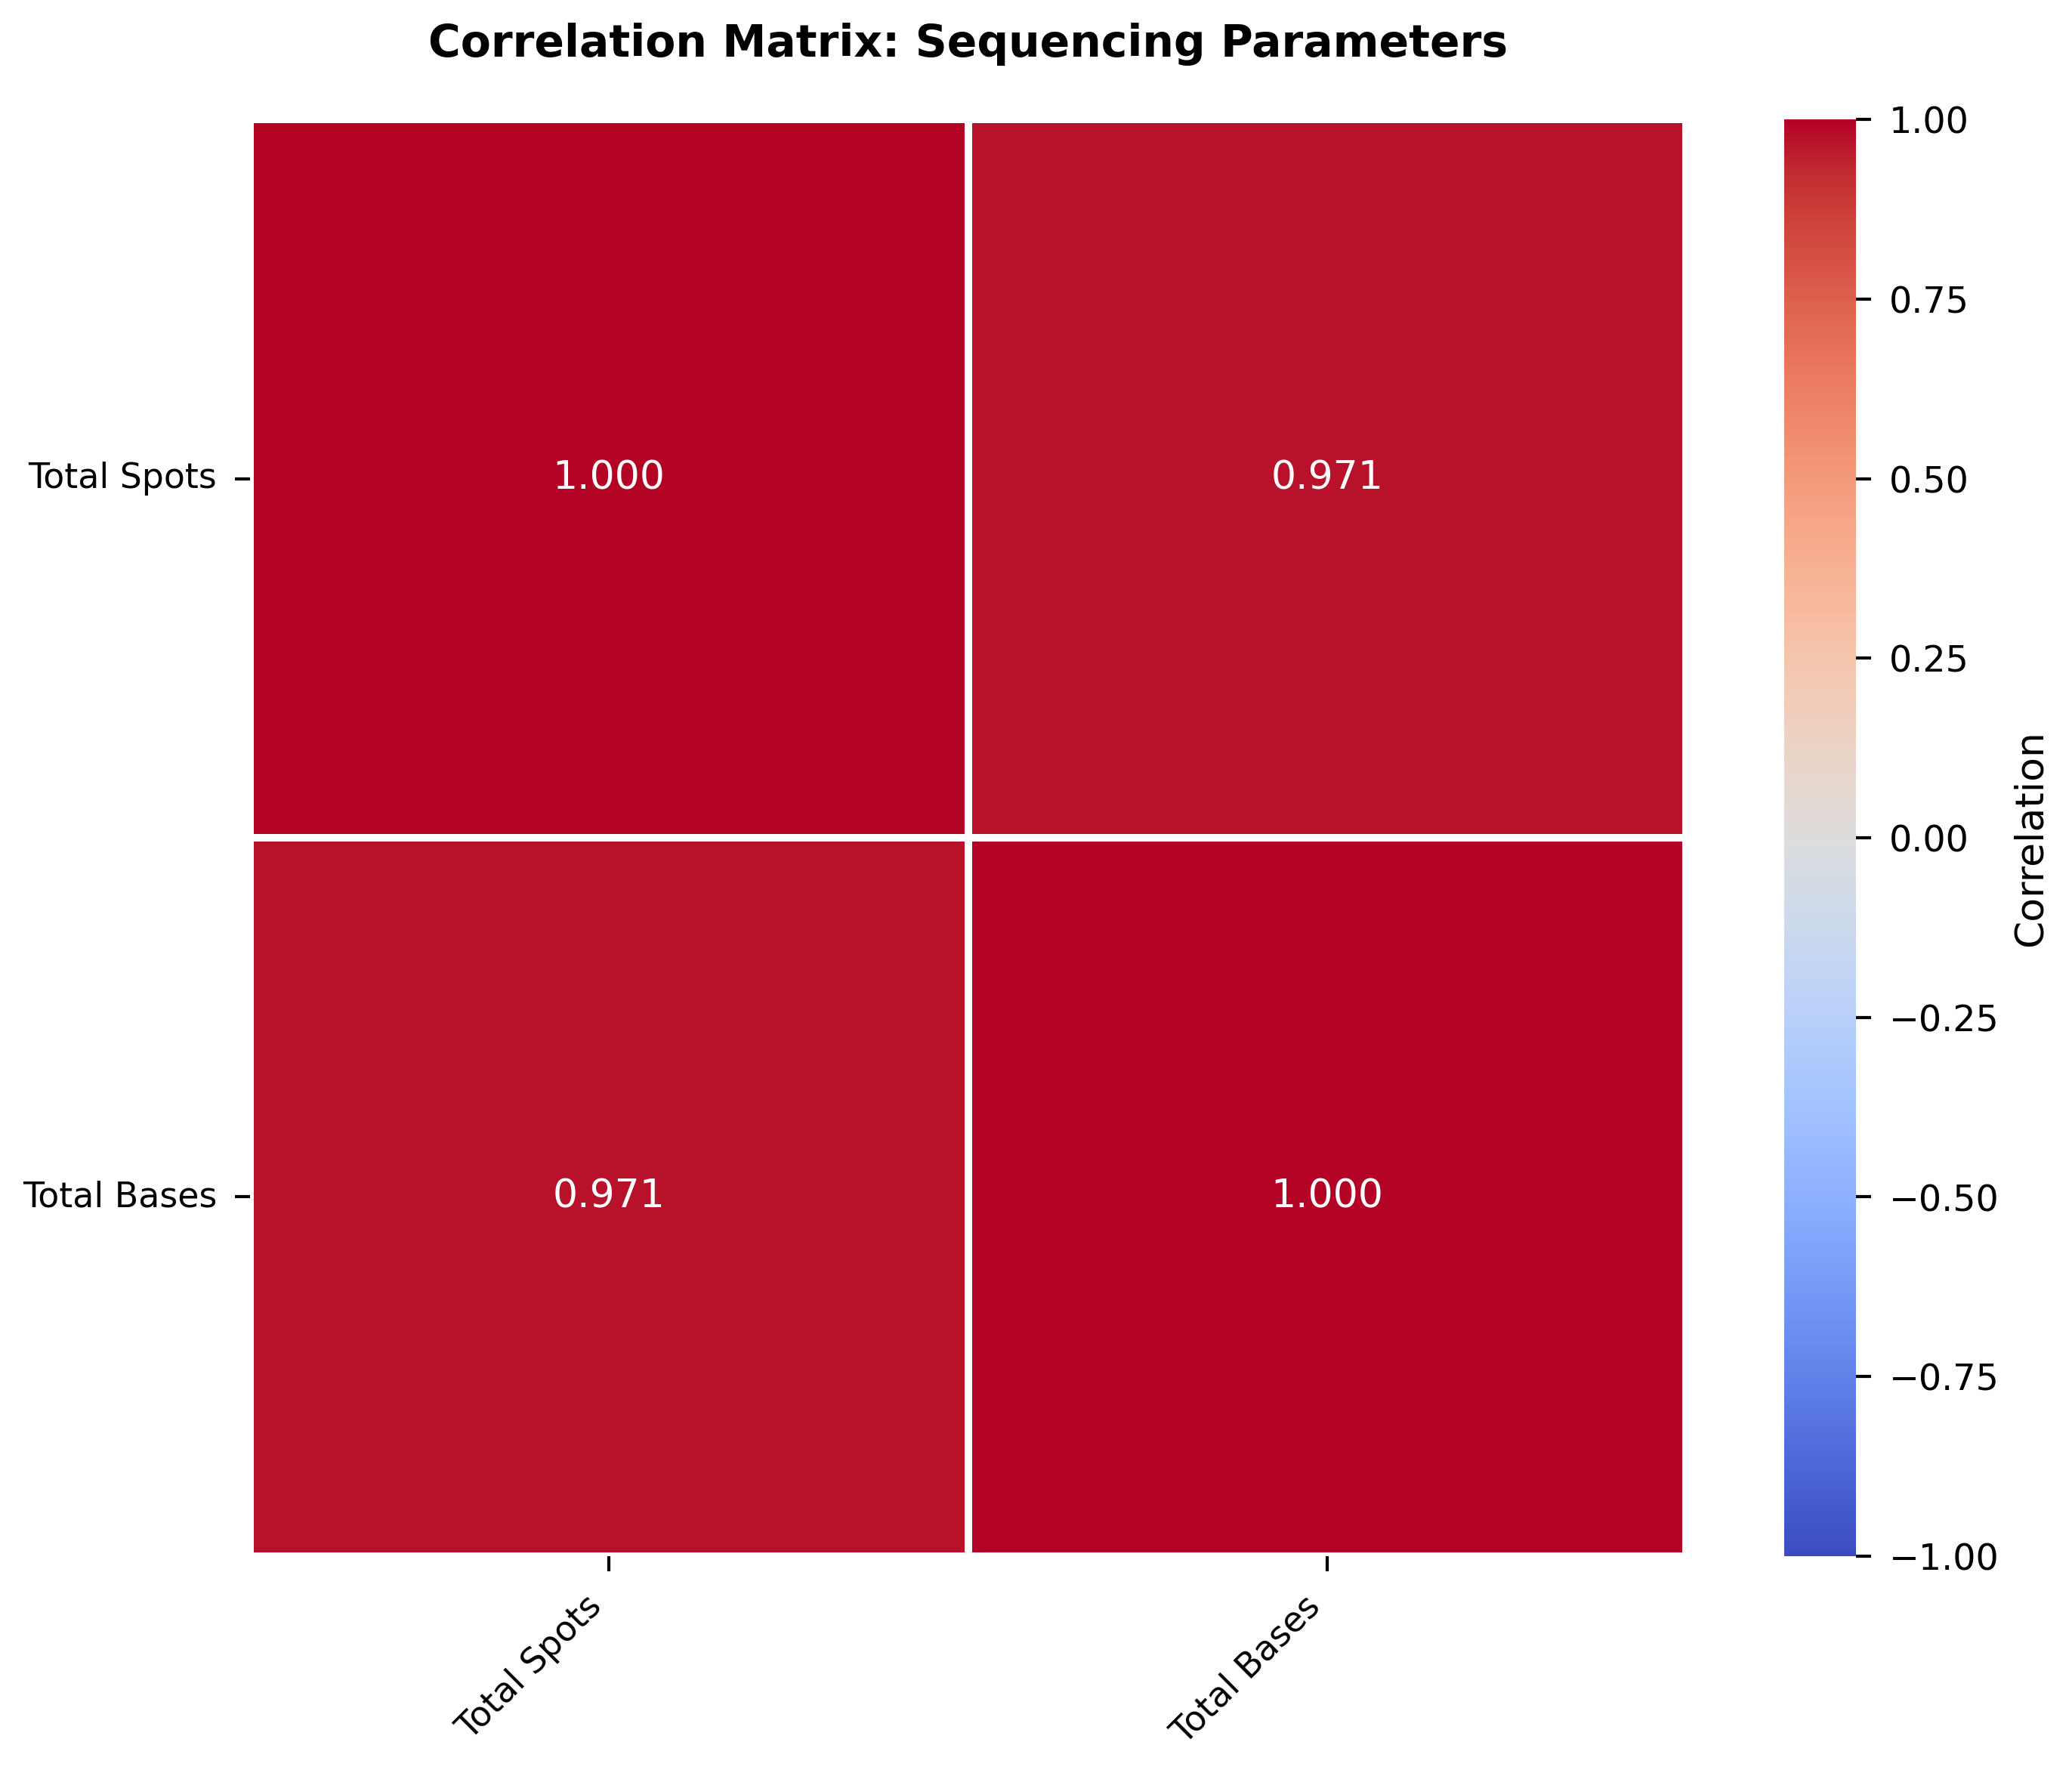 Correlation Matrix: Sequencing Parameters
Total Spots
1.000
0.971
Total Bases
0.971
1.000
Total Spots
Total Bases
1.00
0.75
0.50
0.25
0.00
−0.25
−0.50
−0.75
−1.00
Correlation